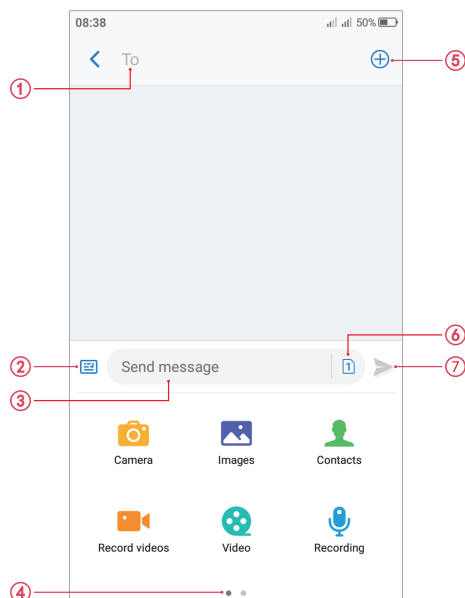 08:38
50%
To
1
5
6
2
Send message
1
7
3
Camera
Images
Contacts
Record videos
Video
Recording
4